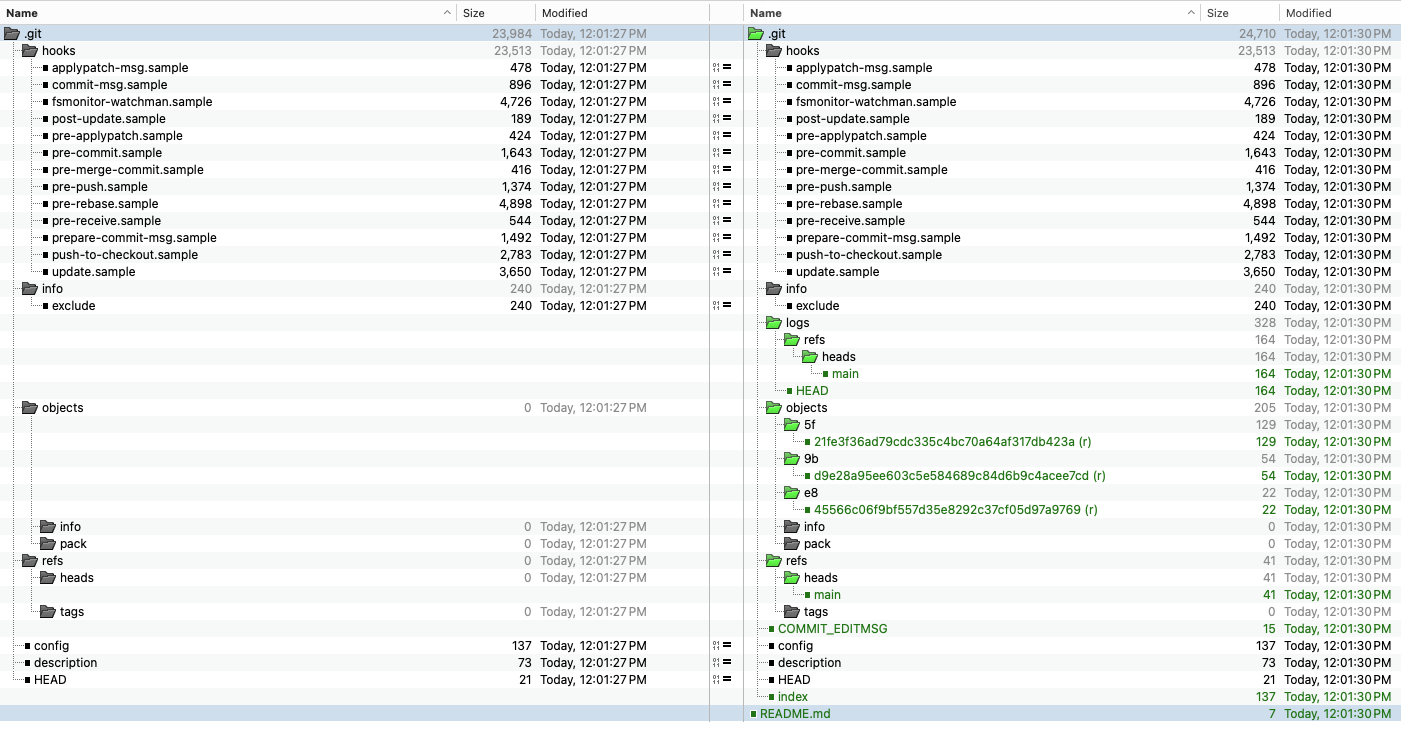 Name Size Modified Name Size Modified
.git 23,984 Today, 12:01:27 PM .git 24,710 Today, 12:01:30 PM
hooks 23,513 Today, 12:01:27 PM hooks 23,513 Today, 12:01:30 PM
applypatch-msg.sample 478 Today, 12:01:27 PM = applypatch-msg.sample 478 Today, 12:01:30 PM
commit-msg.sample 896 Today, 12:01:27 PM = commit-msg.sample 896 Today, 12:01:30 PM
fsmonitor-watchman.sample 4,726 Today, 12:01:27 PM = fsmonitor-watchman.sample 4,726 Today, 12:01:30 PM
post-update.sample 189 Today, 12:01:27 PM = post-update.sample 189 Today, 12:01:30 PM
pre-applypatch.sample 424 Today, 12:01:27 PM = pre-applypatch.sample 424 Today, 12:01:30 PM
pre-commit.sample 1,643 Today, 12:01:27 PM = pre-commit.sample 1,643 Today, 12:01:30 PM
pre-merge-commit.sample 416 Today, 12:01:27 PM = pre-merge-commit.sample 416 Today, 12:01:30 PM
pre-push.sample 1,374 Today, 12:01:27 PM = pre-push.sample 1,374 Today, 12:01:30 PM
pre-rebase.sample 4,898 Today, 12:01:27 PM = pre-rebase.sample 4,898 Today, 12:01:30 PM
pre-receive.sample 544 Today, 12:01:27 PM = pre-receive.sample 544 Today, 12:01:30 PM
prepare-commit-msg.sample 1,492 Today, 12:01:27 PM = prepare-commit-msg.sample 1,492 Today, 12:01:30 PM
push-to-checkout.sample 2,783 Today, 12:01:27 PM = push-to-checkout.sample 2,783 Today, 12:01:30 PM
update.sample 3,650 Today, 12:01:27 PM = update.sample 3,650 Today, 12:01:30 PM
info 240 Today, 12:01:27 PM info 240 Today, 12:01:30 PM
exclude 240 Today, 12:01:27 PM = exclude 240 Today, 12:01:30 PM
logs 328 Today, 12:01:30 PM
refs 164 Today, 12:01:30 PM
heads 164 Today, 12:01:30 PM
main 164 Today, 12:01:30 PM
HEAD 164 Today, 12:01:30 PM
objects 0 Today, 12:01:27 PM objects 205 Today, 12:01:30 PM
5f 129 Today, 12:01:30 PM
21fe3f36ad79cdc335c4bc70a64af317db423a (r) 129 Today, 12:01:30 PM
9b 54 Today, 12:01:30 PM
d9e28a95ee603c5e584689c84d6b9c4acee7cd (r) 54 Today, 12:01:30 PM
e8 22 Today, 12:01:30 PM
45566c06f9bf557d35e8292c37cf05d97a9769 (r) 22 Today, 12:01:30 PM
info 0 Today, 12:01:27 PM info 0 Today, 12:01:30 PM
pack 0 Today, 12:01:27 PM pack 0 Today, 12:01:30 PM
refs 0 Today, 12:01:27 PM refs 41 Today, 12:01:30 PM
heads 0 Today, 12:01:27 PM heads 41 Today, 12:01:30 PM
main 41 Today, 12:01:30 PM
tags 0 Today, 12:01:27 PM tags 0 Today, 12:01:30 PM
COMMIT_EDITMSG 15 Today, 12:01:30 PM
config 137 Today, 12:01:27 PM = config 137 Today, 12:01:30 PM
description 73 Today, 12:01:27 PM = description 73 Today, 12:01:30 PM
HEAD 21 Today, 12:01:27 PM = HEAD 21 Today, 12:01:30 PM
index 137 Today, 12:01:30 PM
README.md 7 Today, 12:01:30 PM